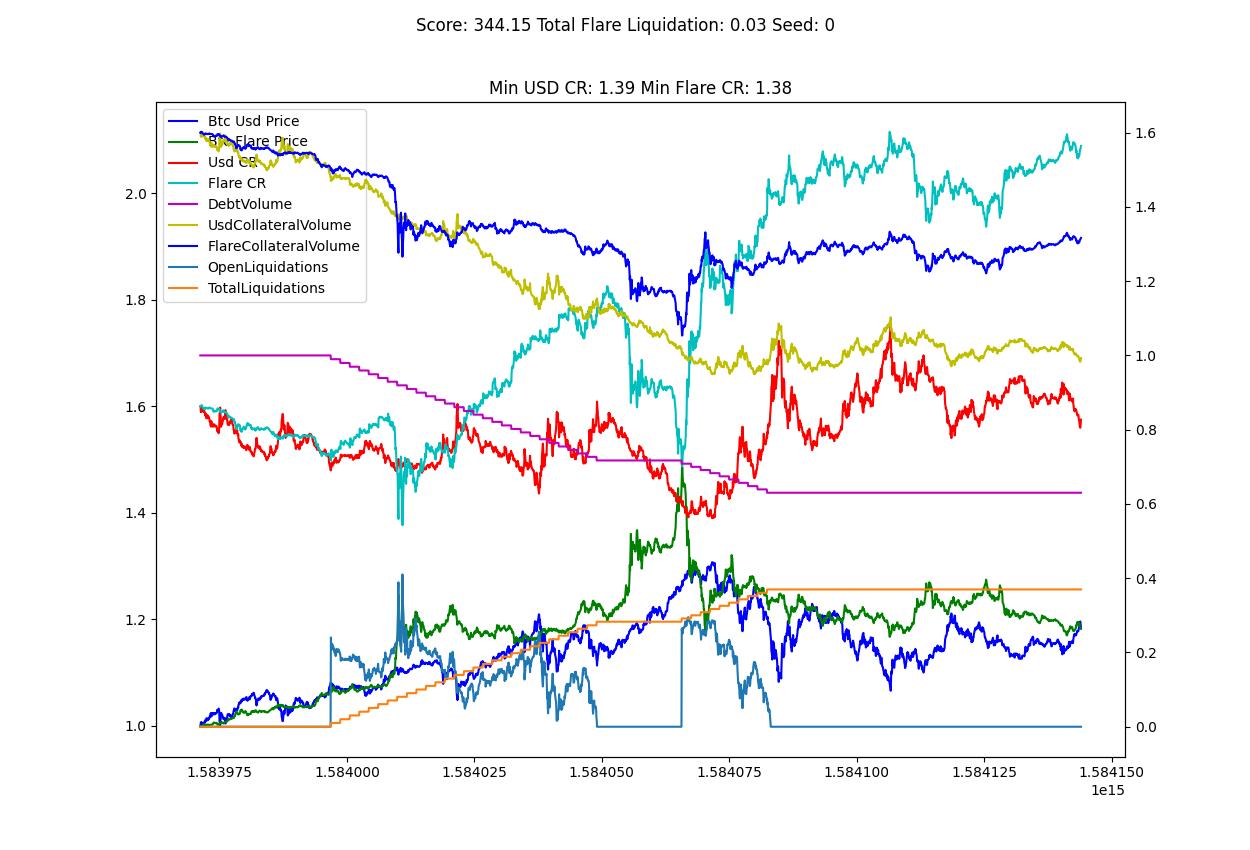 Score: 344.15 Total Flare Liquidation: 0.03 Seed: 0
Min USD CR: 1.39 Min Flare CR: 1.38
Btc Usd Price
Btc Flare Price
Usd CR
Flare CR
DebtVolume
UsdCollateralVolume
FlareCollateralVolume
OpenLiquidations
TotalLiquidations
2.0
1.8
1.6
1.4
1.2
1.0
1.6
1.4
1.2
1.0
0.8
0.6
0.4
0.2
0.0
1.583975 1.584000 1.584025 1.584050 1.584075 1.584100 1.584125 1.584150
1e15